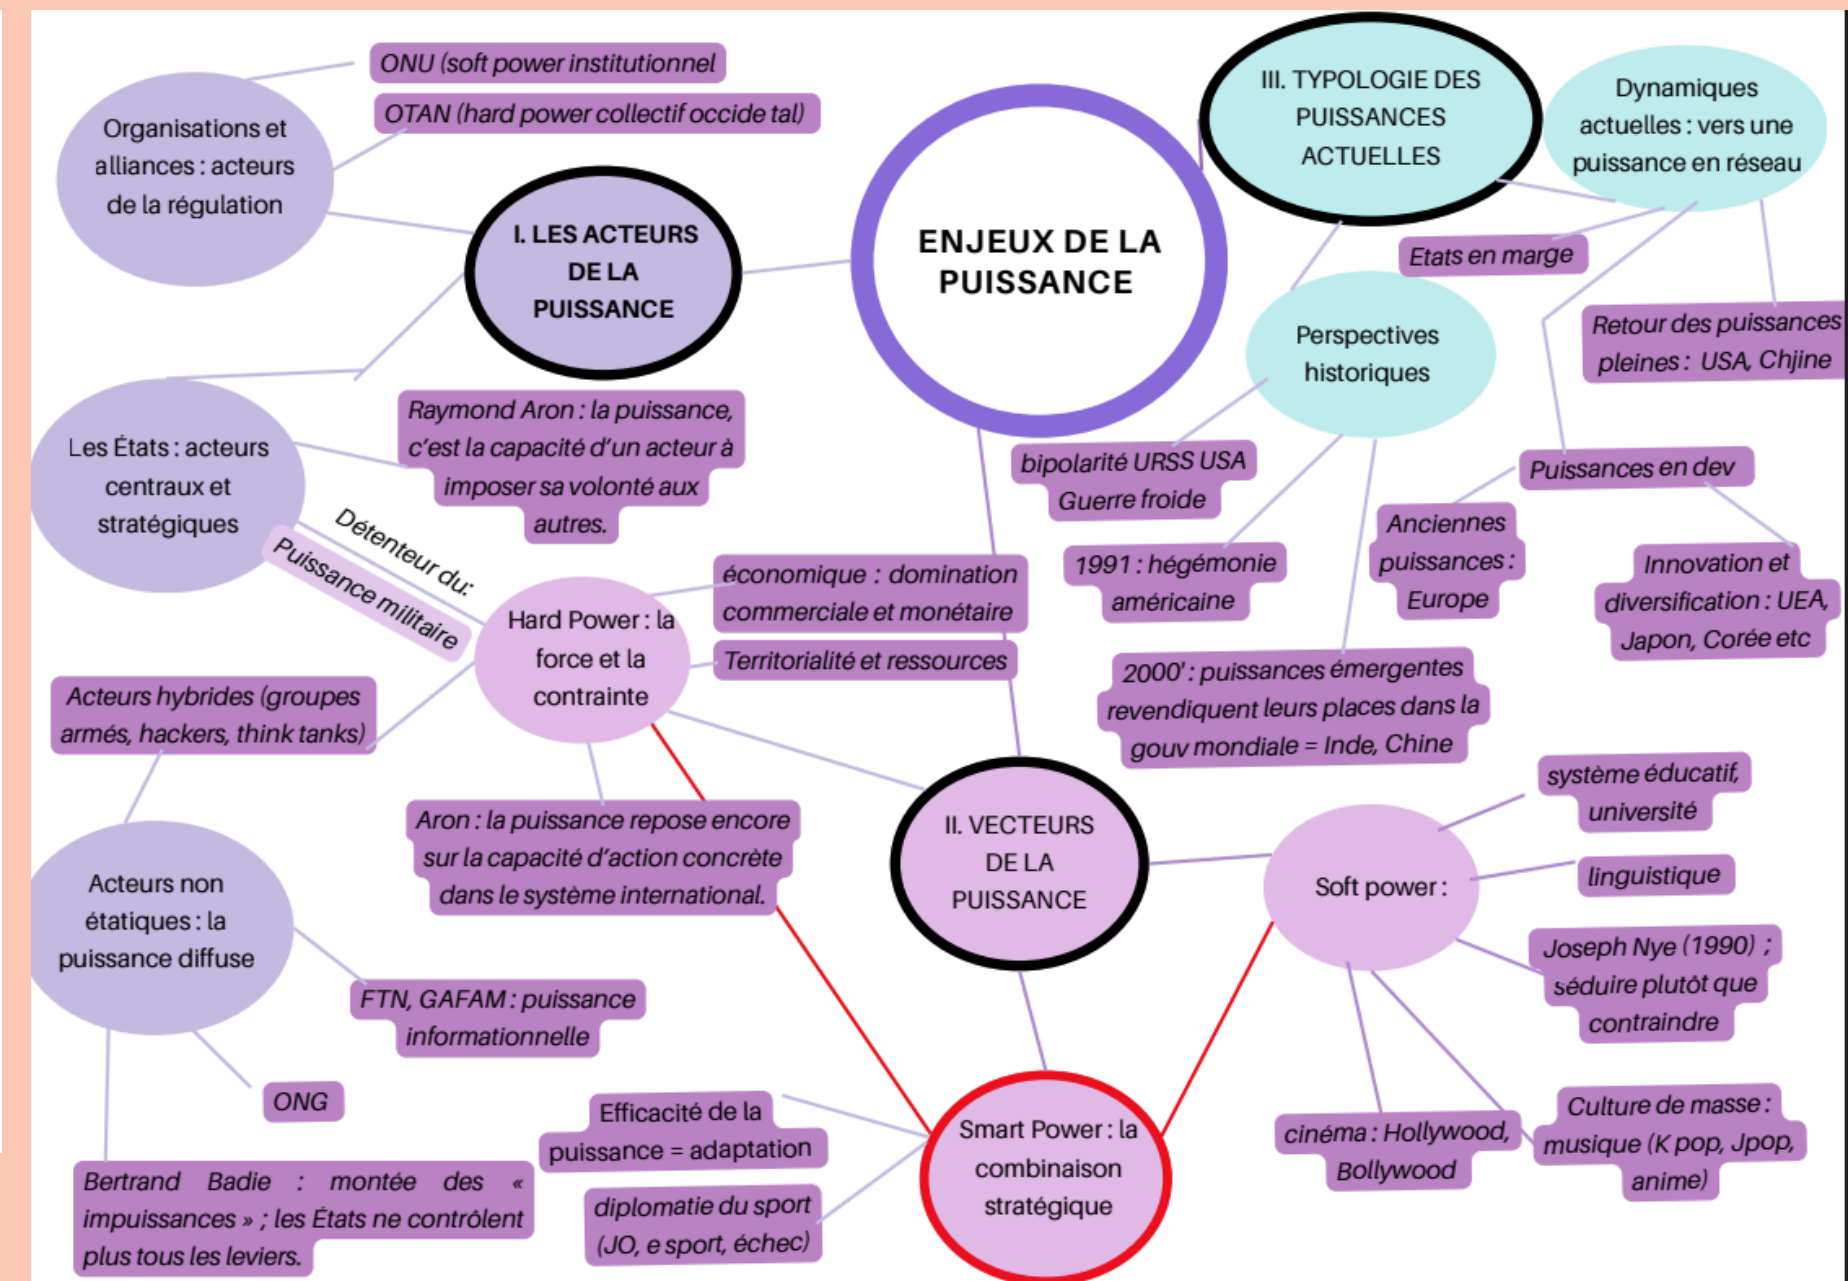 ENJEUX DE LA
PUISSANCE
I. LES ACTEURS
DE LA
PUISSANCE
Organisations et
alliances : acteurs
de la régulation
ONU (soft power institutionnel
OTAN (hard power collectif occide tal)
Les États : acteurs
centraux et
stratégiques
Raymond Aron : la puissance,
c'est la capacité d'un acteur à
imposer sa volonté aux
autres.
Détenteur du:
Puissance militaire
Acteurs hybrides (groupes
armés, hackers, think tanks)
Acteurs non
étatiques : la
puissance diffuse
FTN, GAFAM : puissance
informationnelle
ONG
Bertrand Badie : montée des «
impuissances » ; les États ne contrôlent
plus tous les leviers.
II. VECTEURS
DE LA
PUISSANCE
Hard Power : la
force et la
contrainte
économique : domination
commerciale et monétaire
Territorialité et ressources
Aron : la puissance repose encore
sur la capacité d'action concrète
dans le système international.
Smart Power : la
combinaison
stratégique
Efficacité de la
puissance = adaptation
diplomatie du sport
(JO, e sport, échec)
Soft power :
système éducatif,
université
linguistique
Joseph Nye (1990) ;
séduire plutôt que
contraindre
Culture de masse :
musique (K pop, Jpop,
anime)
cinéma : Hollywood,
Bollywood
III. TYPOLOGIE DES
PUISSANCES
ACTUELLES
Dynamiques
actuelles : vers une
puissance en réseau
Etats en marge
Retour des puissances
pleines : USA, Chjine
Puissances en dev
Anciennes
puissances :
Europe
Innovation et
diversification : UEA,
Japon, Corée etc
Perspectives
historiques
bipolarité URSS USA
Guerre froide
1991 : hégémonie
américaine
2000' : puissances émergentes
revendiquent leurs places dans la
gouv mondiale = Inde, Chine